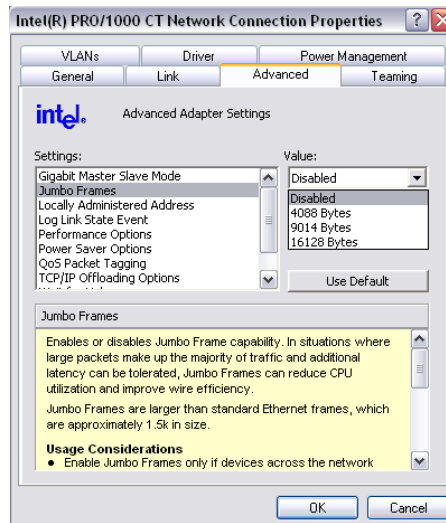 Intel(R) PRO/1000 CT Network Connection Properties
VLANs Driver Power Management
General Link Advanced Teaming
intel. Advanced Adapter Settings
Settings: Value:
Gigabit Master Slave Mode Disabled
Jumbo Frames Disabled
Locally Administered Address 4088 Bytes
Log Link State Event 9014 Bytes
Performance Options 16128 Bytes
Power Saver Options
QoS Packet Tagging
TCP/IP Offloading Options Use Default
Jumbo Frames
Enables or disables Jumbo Frame capability. In situations where
large packets make up the majority of traffic and additional
latency can be tolerated, Jumbo Frames can reduce CPU
utilization and improve wire efficiency.
Jumbo Frames are larger than standard Ethernet frames, which
are approximately 1.5k in size.
Usage Considerations
● Enable Jumbo Frames only if devices across the network
OK Cancel